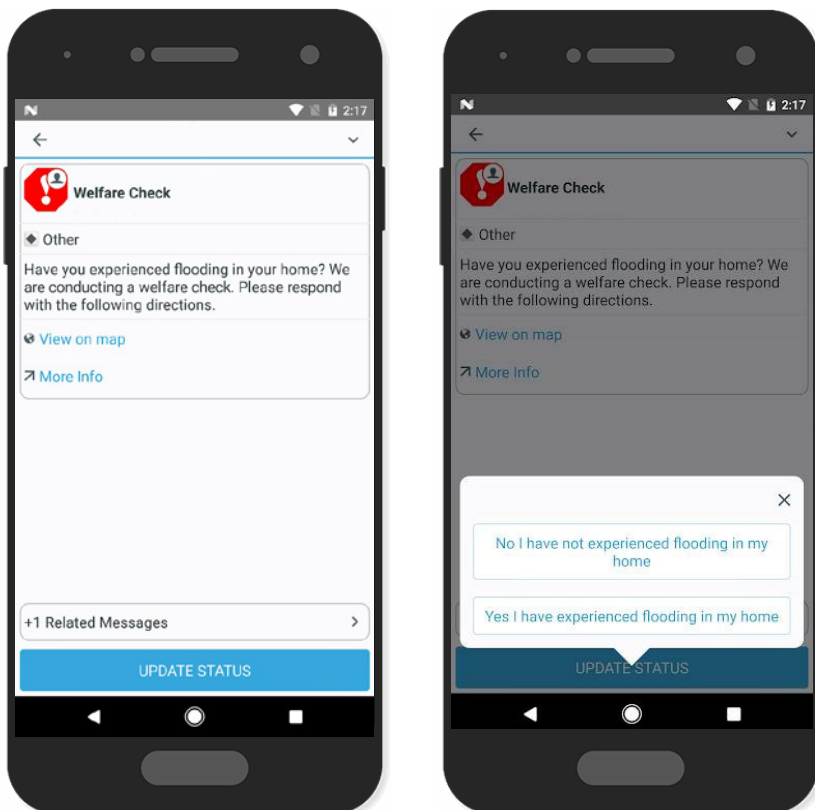 2:17
Welfare Check
Other
Have you experienced flooding in your home? We
are conducting a welfare check. Please respond
with the following directions.
View on map
More Info
+1 Related Messages
UPDATE STATUS
2:17
Welfare Check
Other
Have you experienced flooding in your home? We
are conducting a welfare check. Please respond
with the following directions.
View on map
More Info
No I have not experienced flooding in my
home
Yes I have experienced flooding in my home
UPDATE STATUS